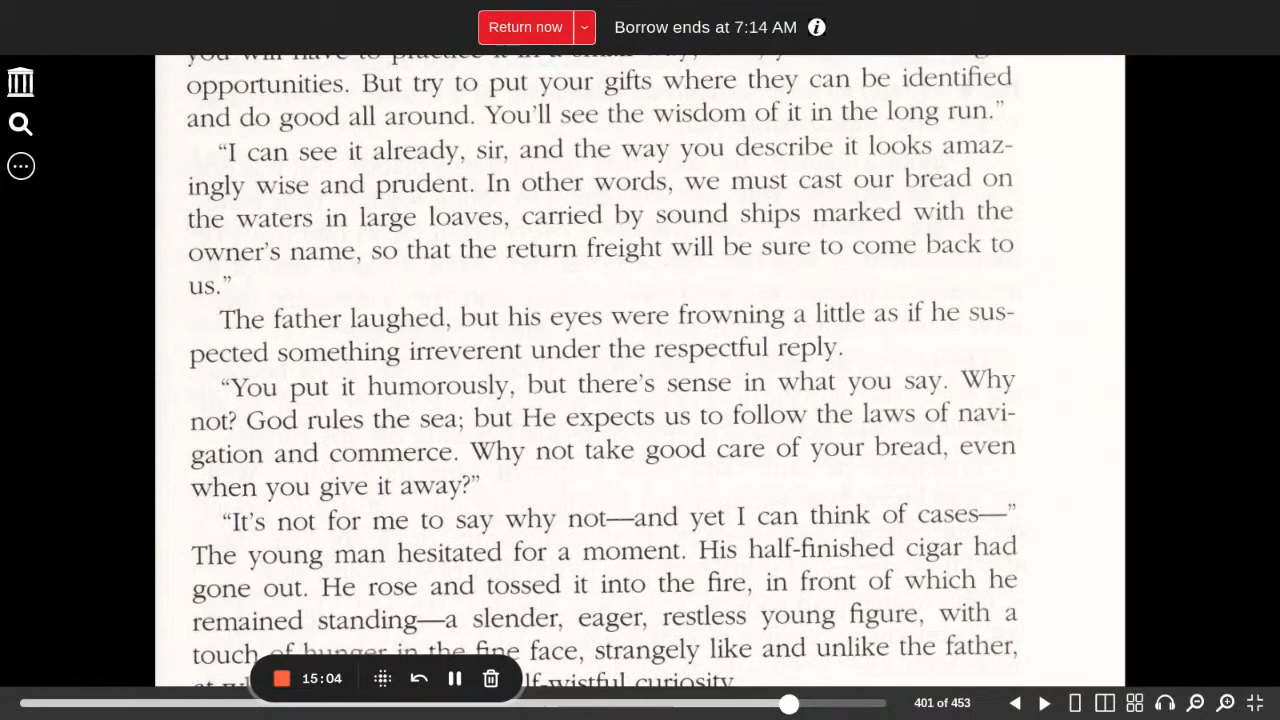 Return now
Borrow ends at 7:14 AM
opportunities. But try to put your gifts where they can be identified
and do good all around. You’ll see the wisdom of it in the long run.”
“I can see it already, sir, and the way you describe it looks amaz-
ingly wise and prudent. In other words, we must cast our bread on
the waters in large loaves, carried by sound ships marked with the
owner’s name, so that the return freight will be sure to come back to
us.”
The father laughed, but his eyes were frowning a little as if he sus-
pected something irreverent under the respectful reply.
“You put it humorously, but there’s sense in what you say. Why
not? God rules the sea; but He expects us to follow the laws of navi-
gation and commerce. Why not take good care of your bread, even
when you give it away?”
“It’s not for me to say why not—and yet I can think of cases—”
The young man hesitated for a moment. His half-finished cigar had
gone out. He rose and tossed it into the fire, in front of which he
remained standing—a slender, eager, restless young figure, with a
touch of hunger in the fine face, strangely like and unlike the father,
lf-wistful curiosity.
15:04
401 of 453